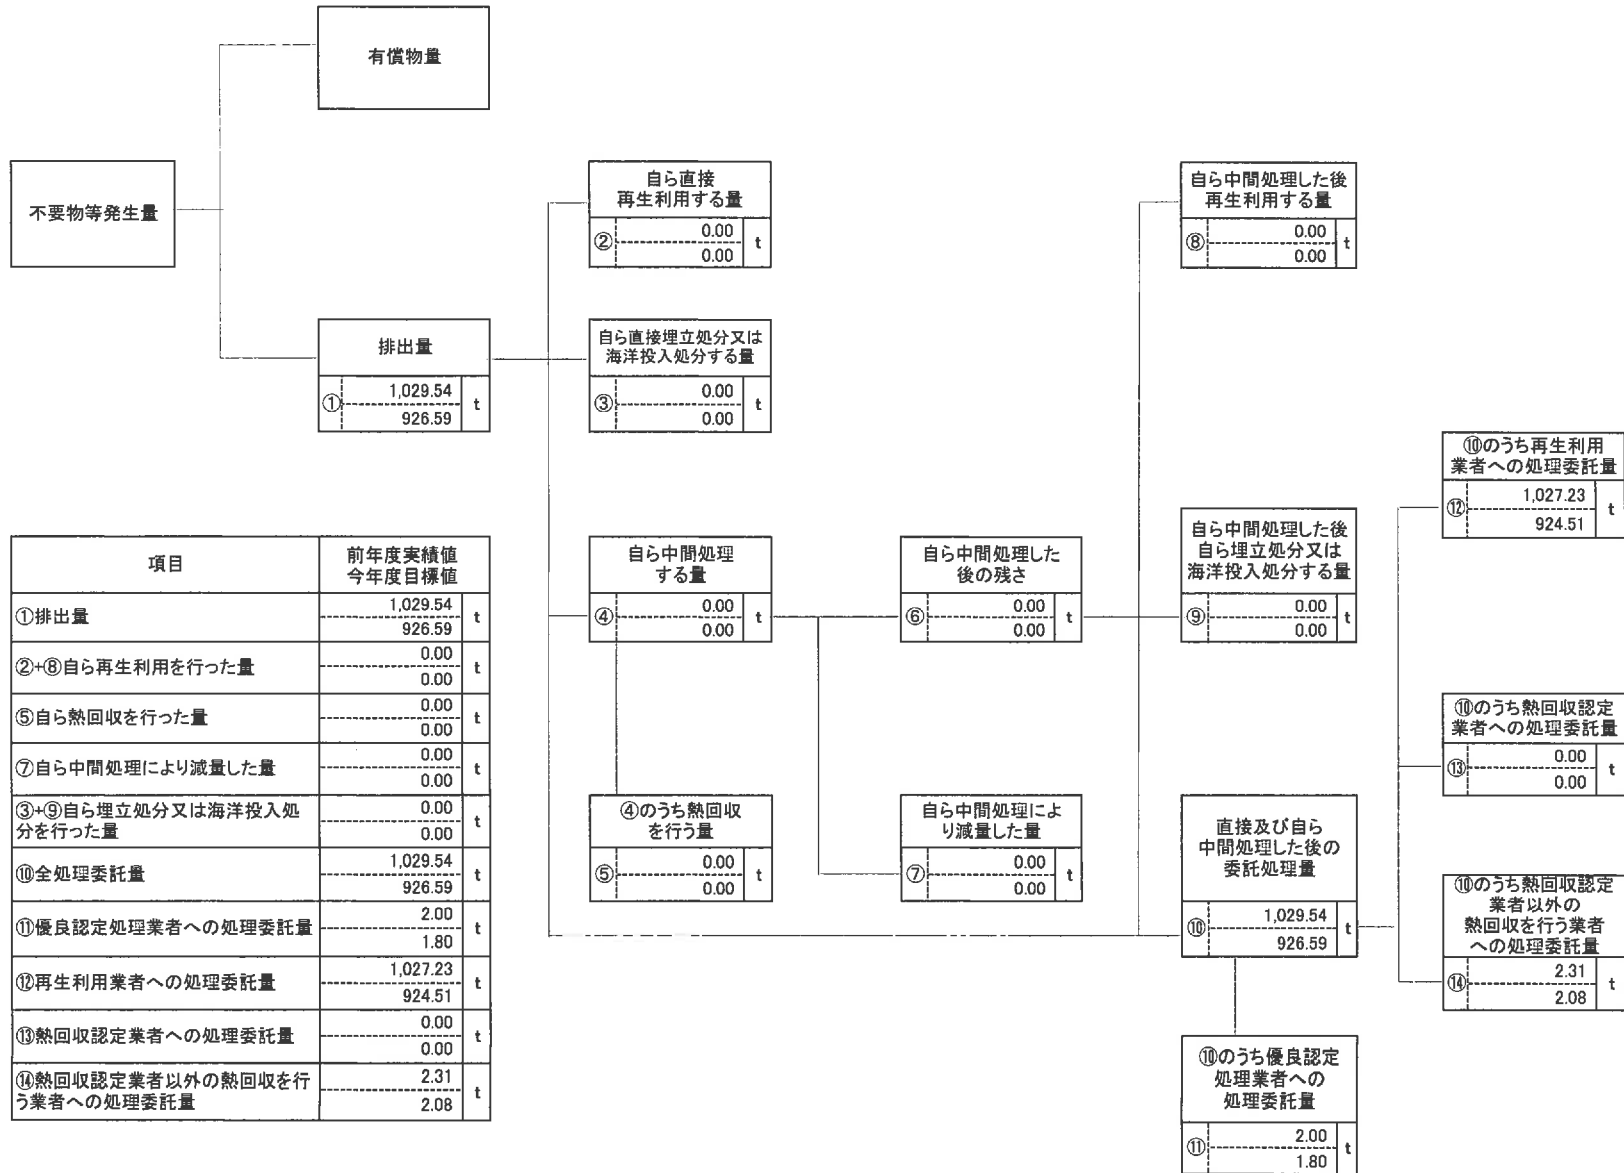 有償物量
不要物等発生量
排出量
① 1,029.54 t
926.59
自ら直接
再生利用する量
② 0.00 t
0.00
自ら直接埋立処分又は
海洋投入処分する量
③ 0.00 t
0.00
自ら中間処理
する量
④ 0.00 t
0.00
④のうち熱回収
を行う量
⑤ 0.00 t
0.00
自ら中間処理した
後の残さ
⑥ 0.00 t
0.00
自ら中間処理によ
り減量した量
⑦ 0.00 t
0.00
自ら中間処理した後
再生利用する量
⑧ 0.00 t
0.00
自ら中間処理した後
自ら埋立処分又は
海洋投入処分する量
⑨ 0.00 t
0.00
直接及び自ら
中間処理した後の
委託処理量
⑩ 1,029.54 t
926.59
⑩のうち優良認定
処理業者への
処理委託量
⑪ 2.00 t
1.80
⑩のうち再生利用
業者への処理委託量
⑫ 1,027.23 t
924.51
⑩のうち熱回収認定
業者への処理委託量
⑬ 0.00 t
0.00
⑩のうち熱回収認定
業者以外の
熱回収を行う業者
への処理委託量
⑭ 2.31 t
2.08
項目 前年度実績値
今年度目標値
①排出量 1,029.54 t
926.59
②+⑧自ら再生利用を行った量 0.00 t
0.00
⑤自ら熱回収を行った量 0.00 t
0.00
⑦自ら中間処理により減量した量 0.00 t
0.00
③+⑨自ら埋立処分又は海洋投入処 0.00 t
分を行った量 0.00
⑩全処理委託量 1,029.54 t
926.59
⑪優良認定処理業者への処理委託量 2.00 t
1.80
⑫再生利用業者への処理委託量 1,027.23 t
924.51
⑬熱回収認定業者への処理委託量 0.00 t
0.00
⑭熱回収認定業者以外の熱回収を行 2.31 t
う業者への処理委託量 2.08